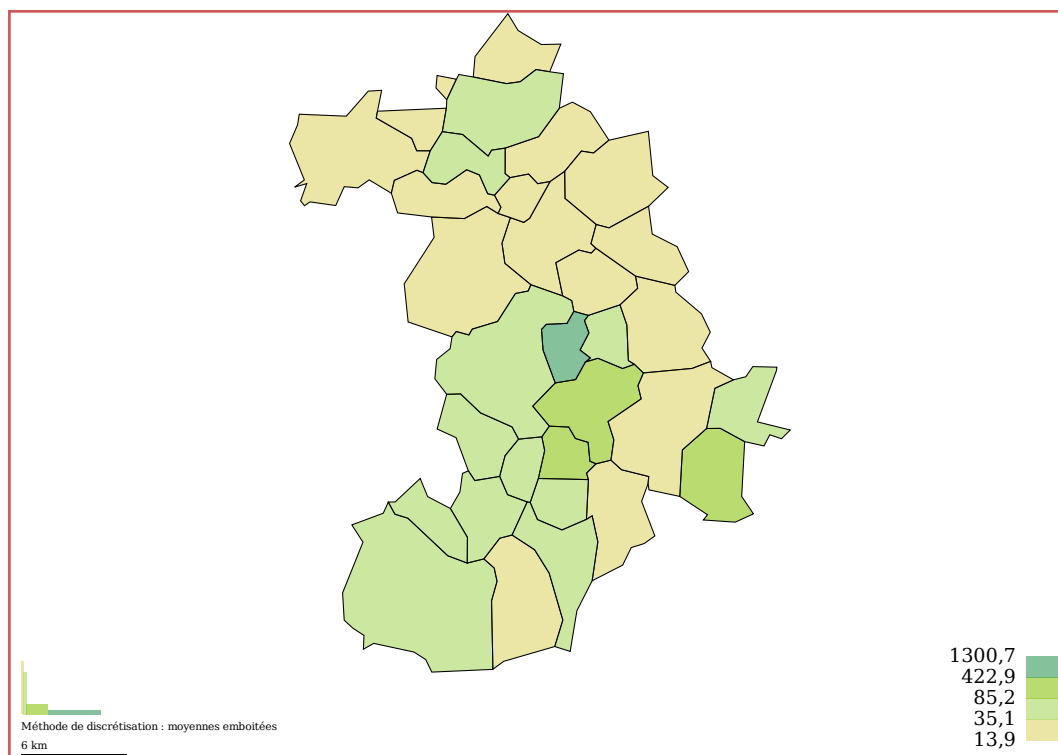 1300,7
422,9
85,2
35,1
13,9
Méthode de discrétisation : moyennes emboitées
6 km